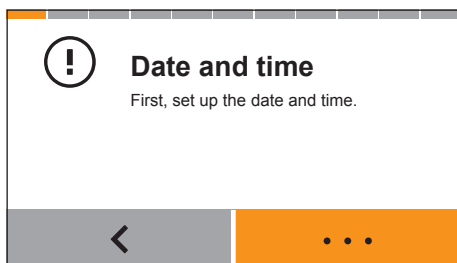 Date and time
First, set up the date and time.